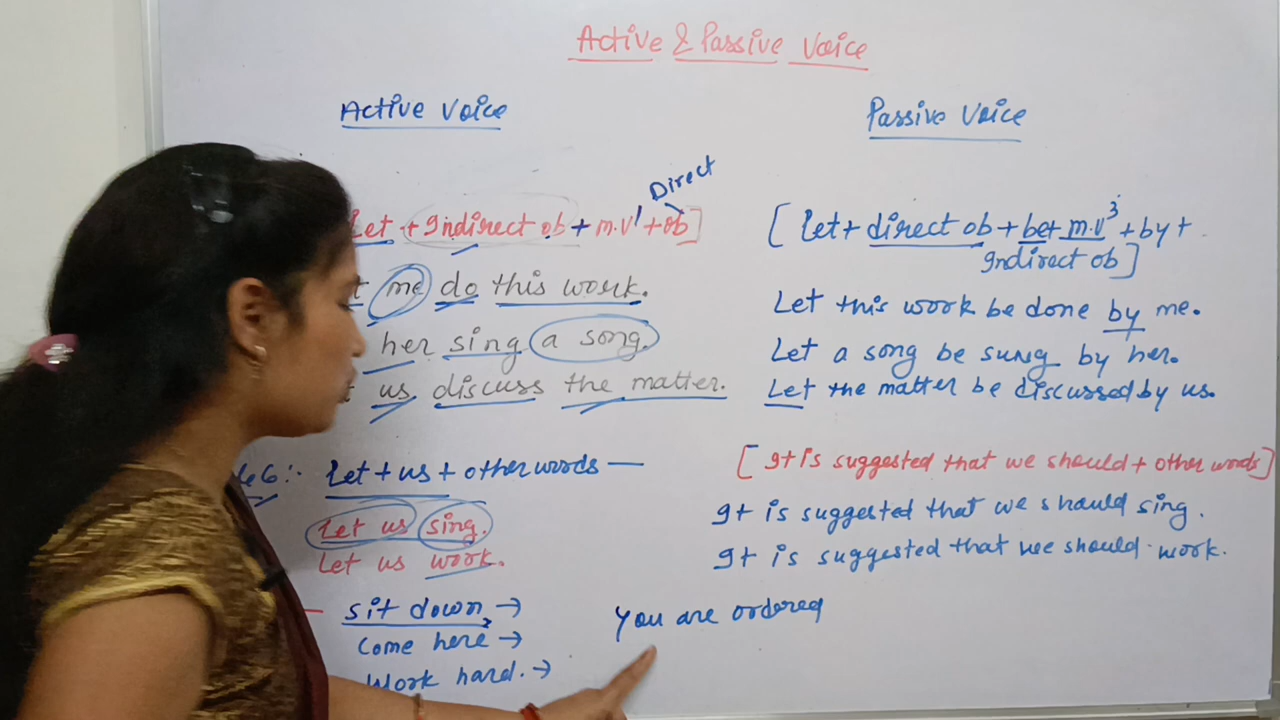 Active & Passive Voice
Active Voice
Passive Voice
Direct
Let + Indirect ob + m.v¹ + ob]
[Let + direct ob + be + m.v³ + by +
Indirect ob]
me do this work.
Let this work be done by me.
her sing a song.
Let a song be sung by her.
us discuss the matter.
Let the matter be discussed by us.
Let + us + other words —
[It is suggested that we should + other words]
Let us sing.
It is suggested that we should sing.
Let us work.
It is suggested that we should work.
— sit down →
You are ordered
Come here →
Work hard. →